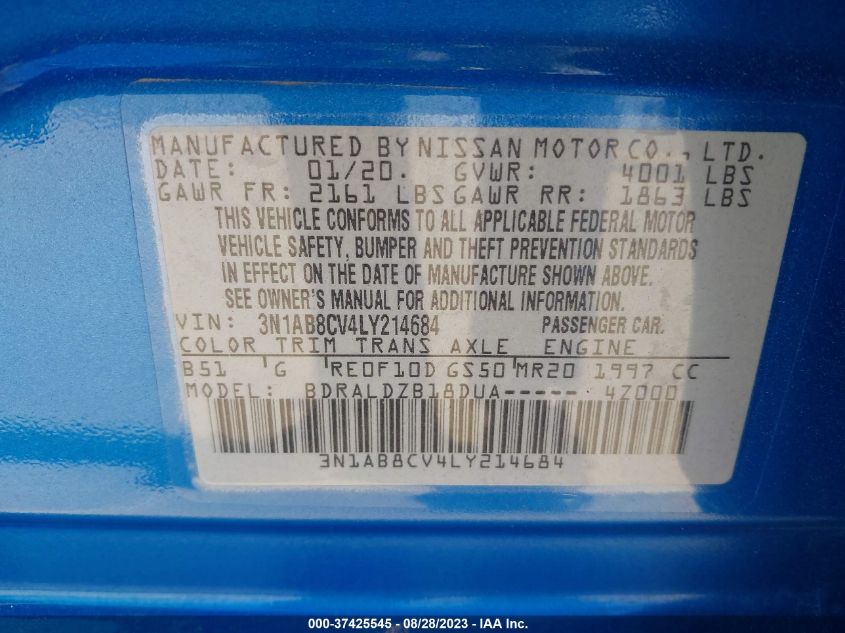 MANUFACTURED BY NISSAN MOTOR CO., LTD.
DATE: 01/20. GVWR: 4001 LBS
GAWR FR: 2161 LBS GAWR RR: 1863 LBS
THIS VEHICLE CONFORMS TO ALL APPLICABLE FEDERAL MOTOR
VEHICLE SAFETY, BUMPER AND THEFT PREVENTION STANDARDS
IN EFFECT ON THE DATE OF MANUFACTURE SHOWN ABOVE.
SEE OWNER'S MANUAL FOR ADDITIONAL INFORMATION.
VIN: 3N1AB8CV4LY214684 PASSENGER CAR.
COLOR TRIM TRANS AXLE ENGINE
B51 G RE0F10D GS50 MR20 1997 CC
MODEL: BDRALDZB18DUA----- 4Z000
3N1AB8CV4LY214684
000-37425545 - 08/28/2023 - IAA Inc.